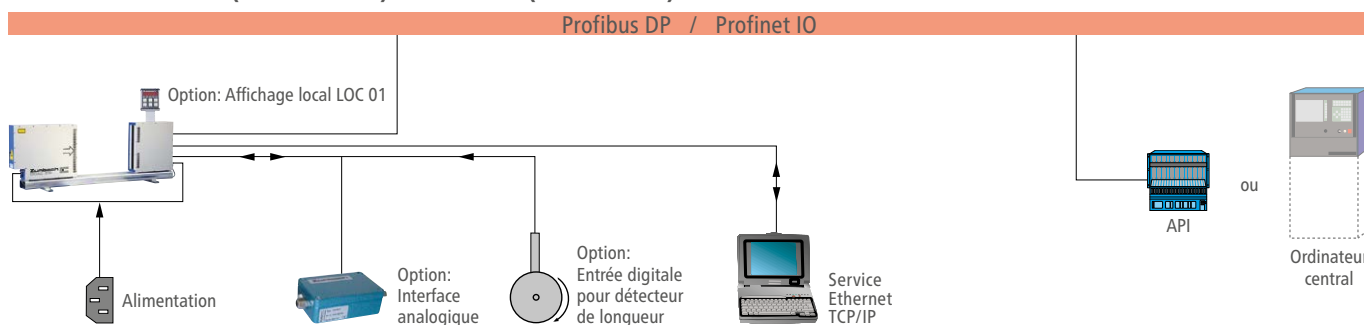 Profibus DP / Profinet IO
Option: Affichage local LOC 01
ou
API
Ordinateur
central
Alimentation
Option:
Interface
analogique
Option:
Entrée digitale
pour détecteur
de longueur
Service
Ethernet
TCP/IP